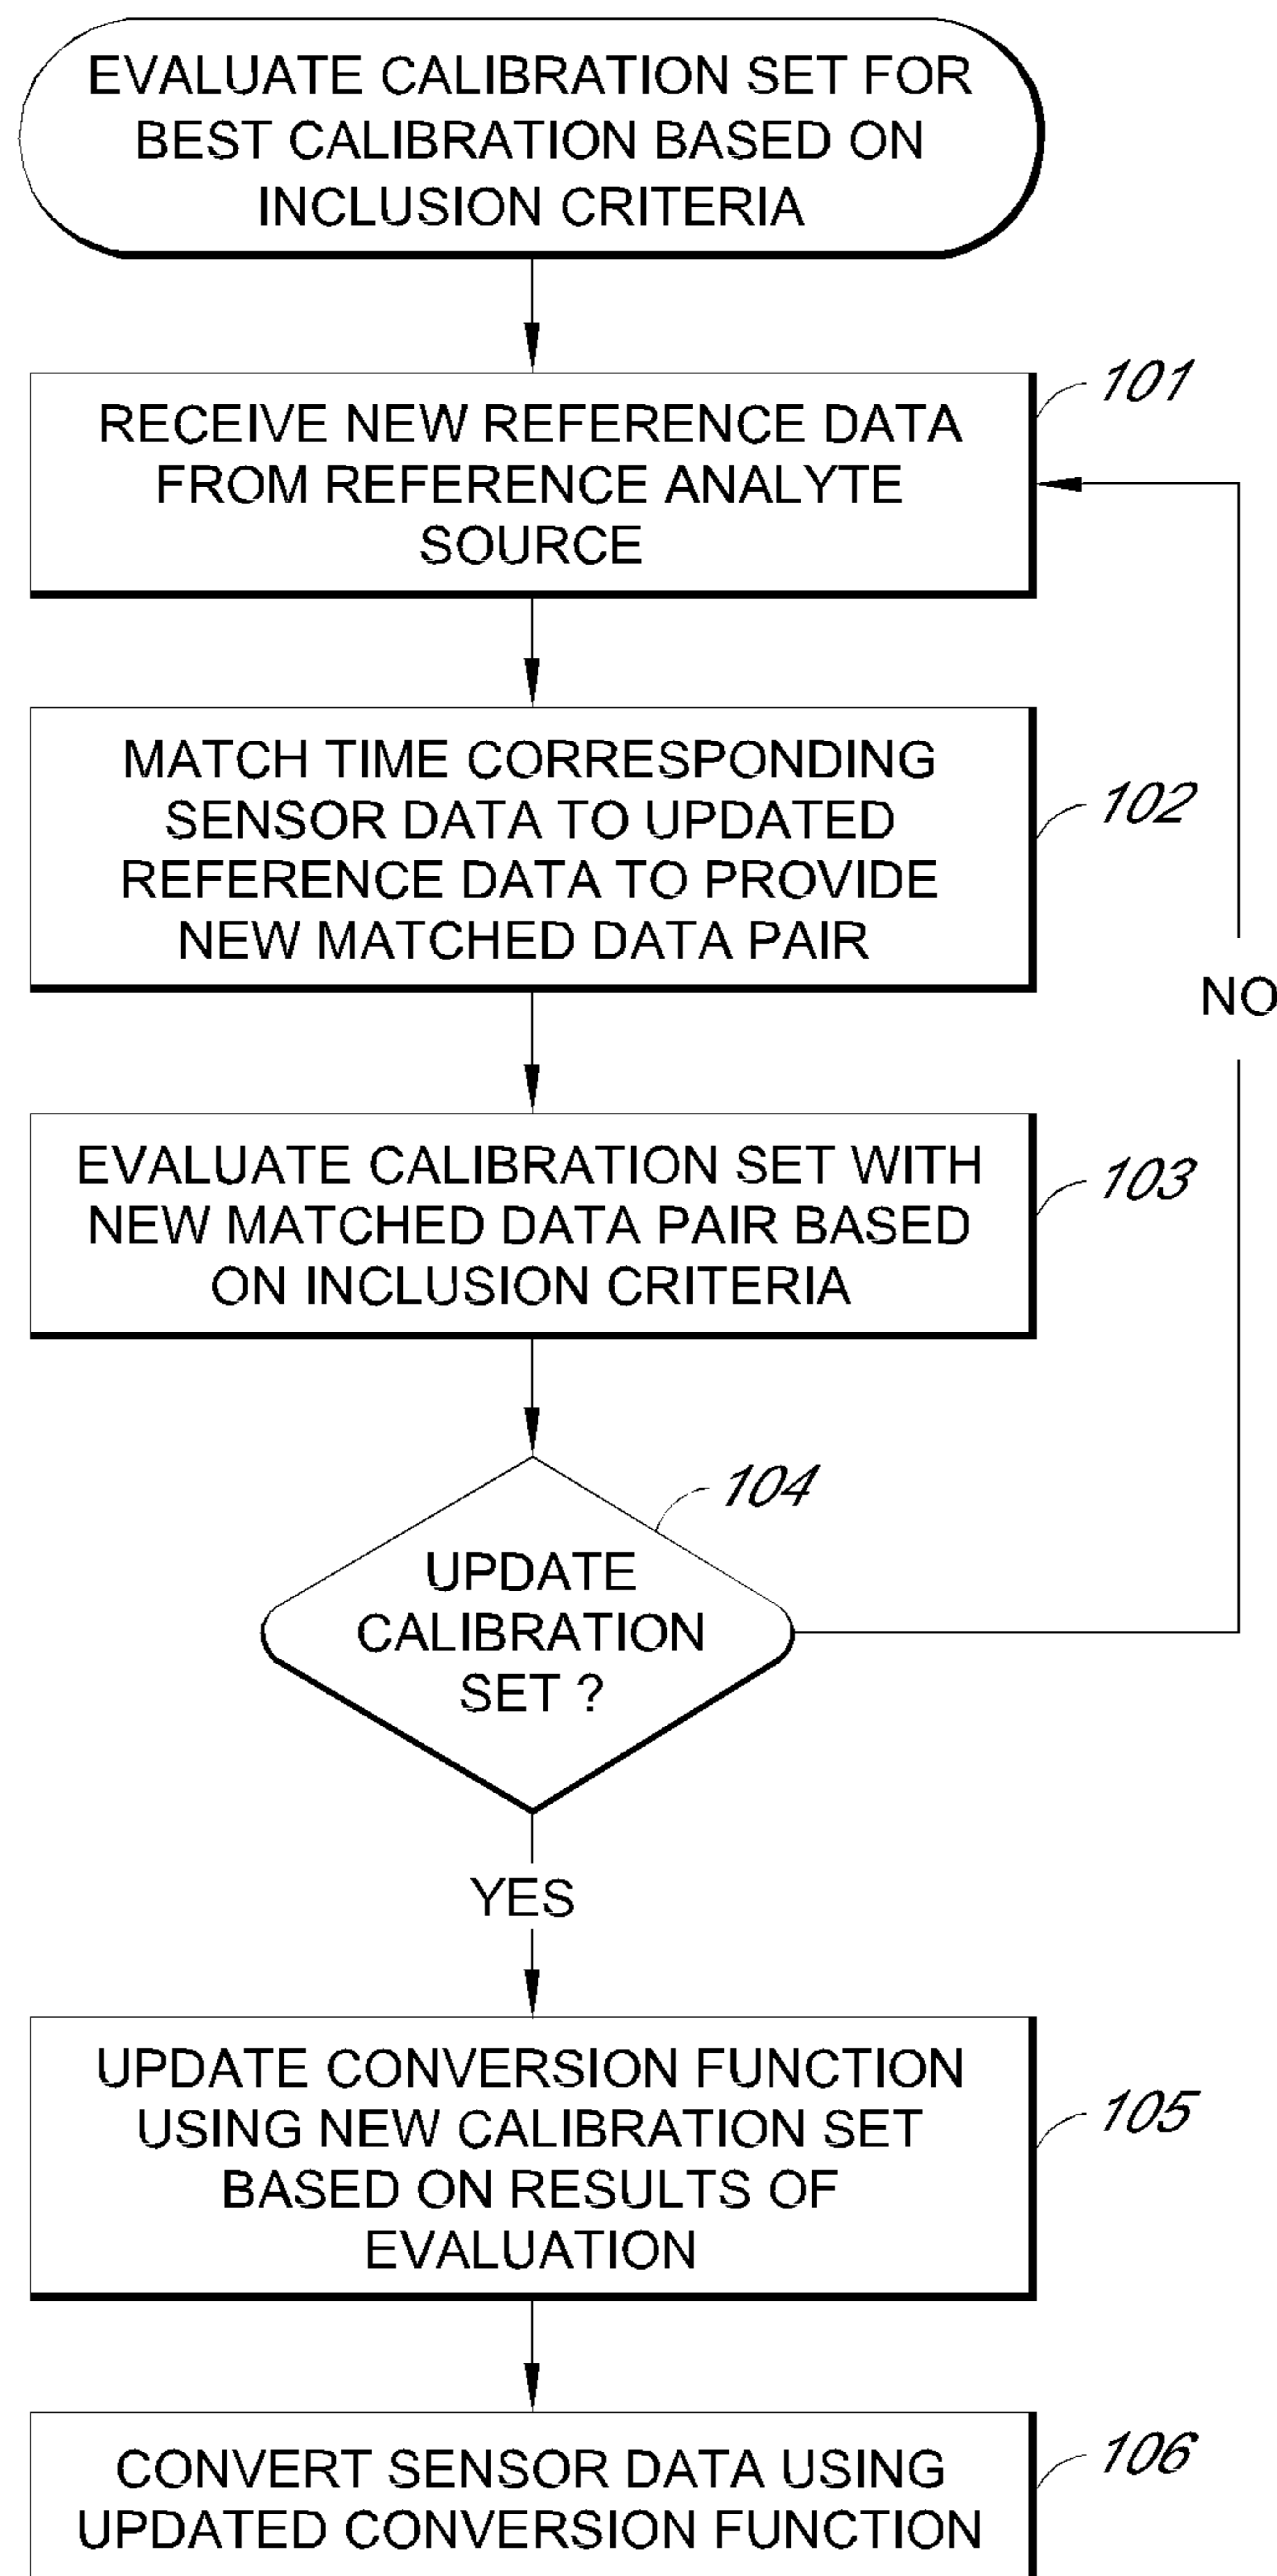 EVALUATE CALIBRATION SET FOR
BEST CALIBRATION BASED ON
INCLUSION CRITERIA
101
RECEIVE NEW REFERENCE DATA
FROM REFERENCE ANALYTE
SOURCE
102
MATCH TIME CORRESPONDING
SENSOR DATA TO UPDATED
REFERENCE DATA TO PROVIDE
NEW MATCHED DATA PAIR
NO
103
EVALUATE CALIBRATION SET WITH
NEW MATCHED DATA PAIR BASED
ON INCLUSION CRITERIA
104
UPDATE
CALIBRATION
SET ?
YES
105
UPDATE CONVERSION FUNCTION
USING NEW CALIBRATION SET
BASED ON RESULTS OF
EVALUATION
106
CONVERT SENSOR DATA USING
UPDATED CONVERSION FUNCTION